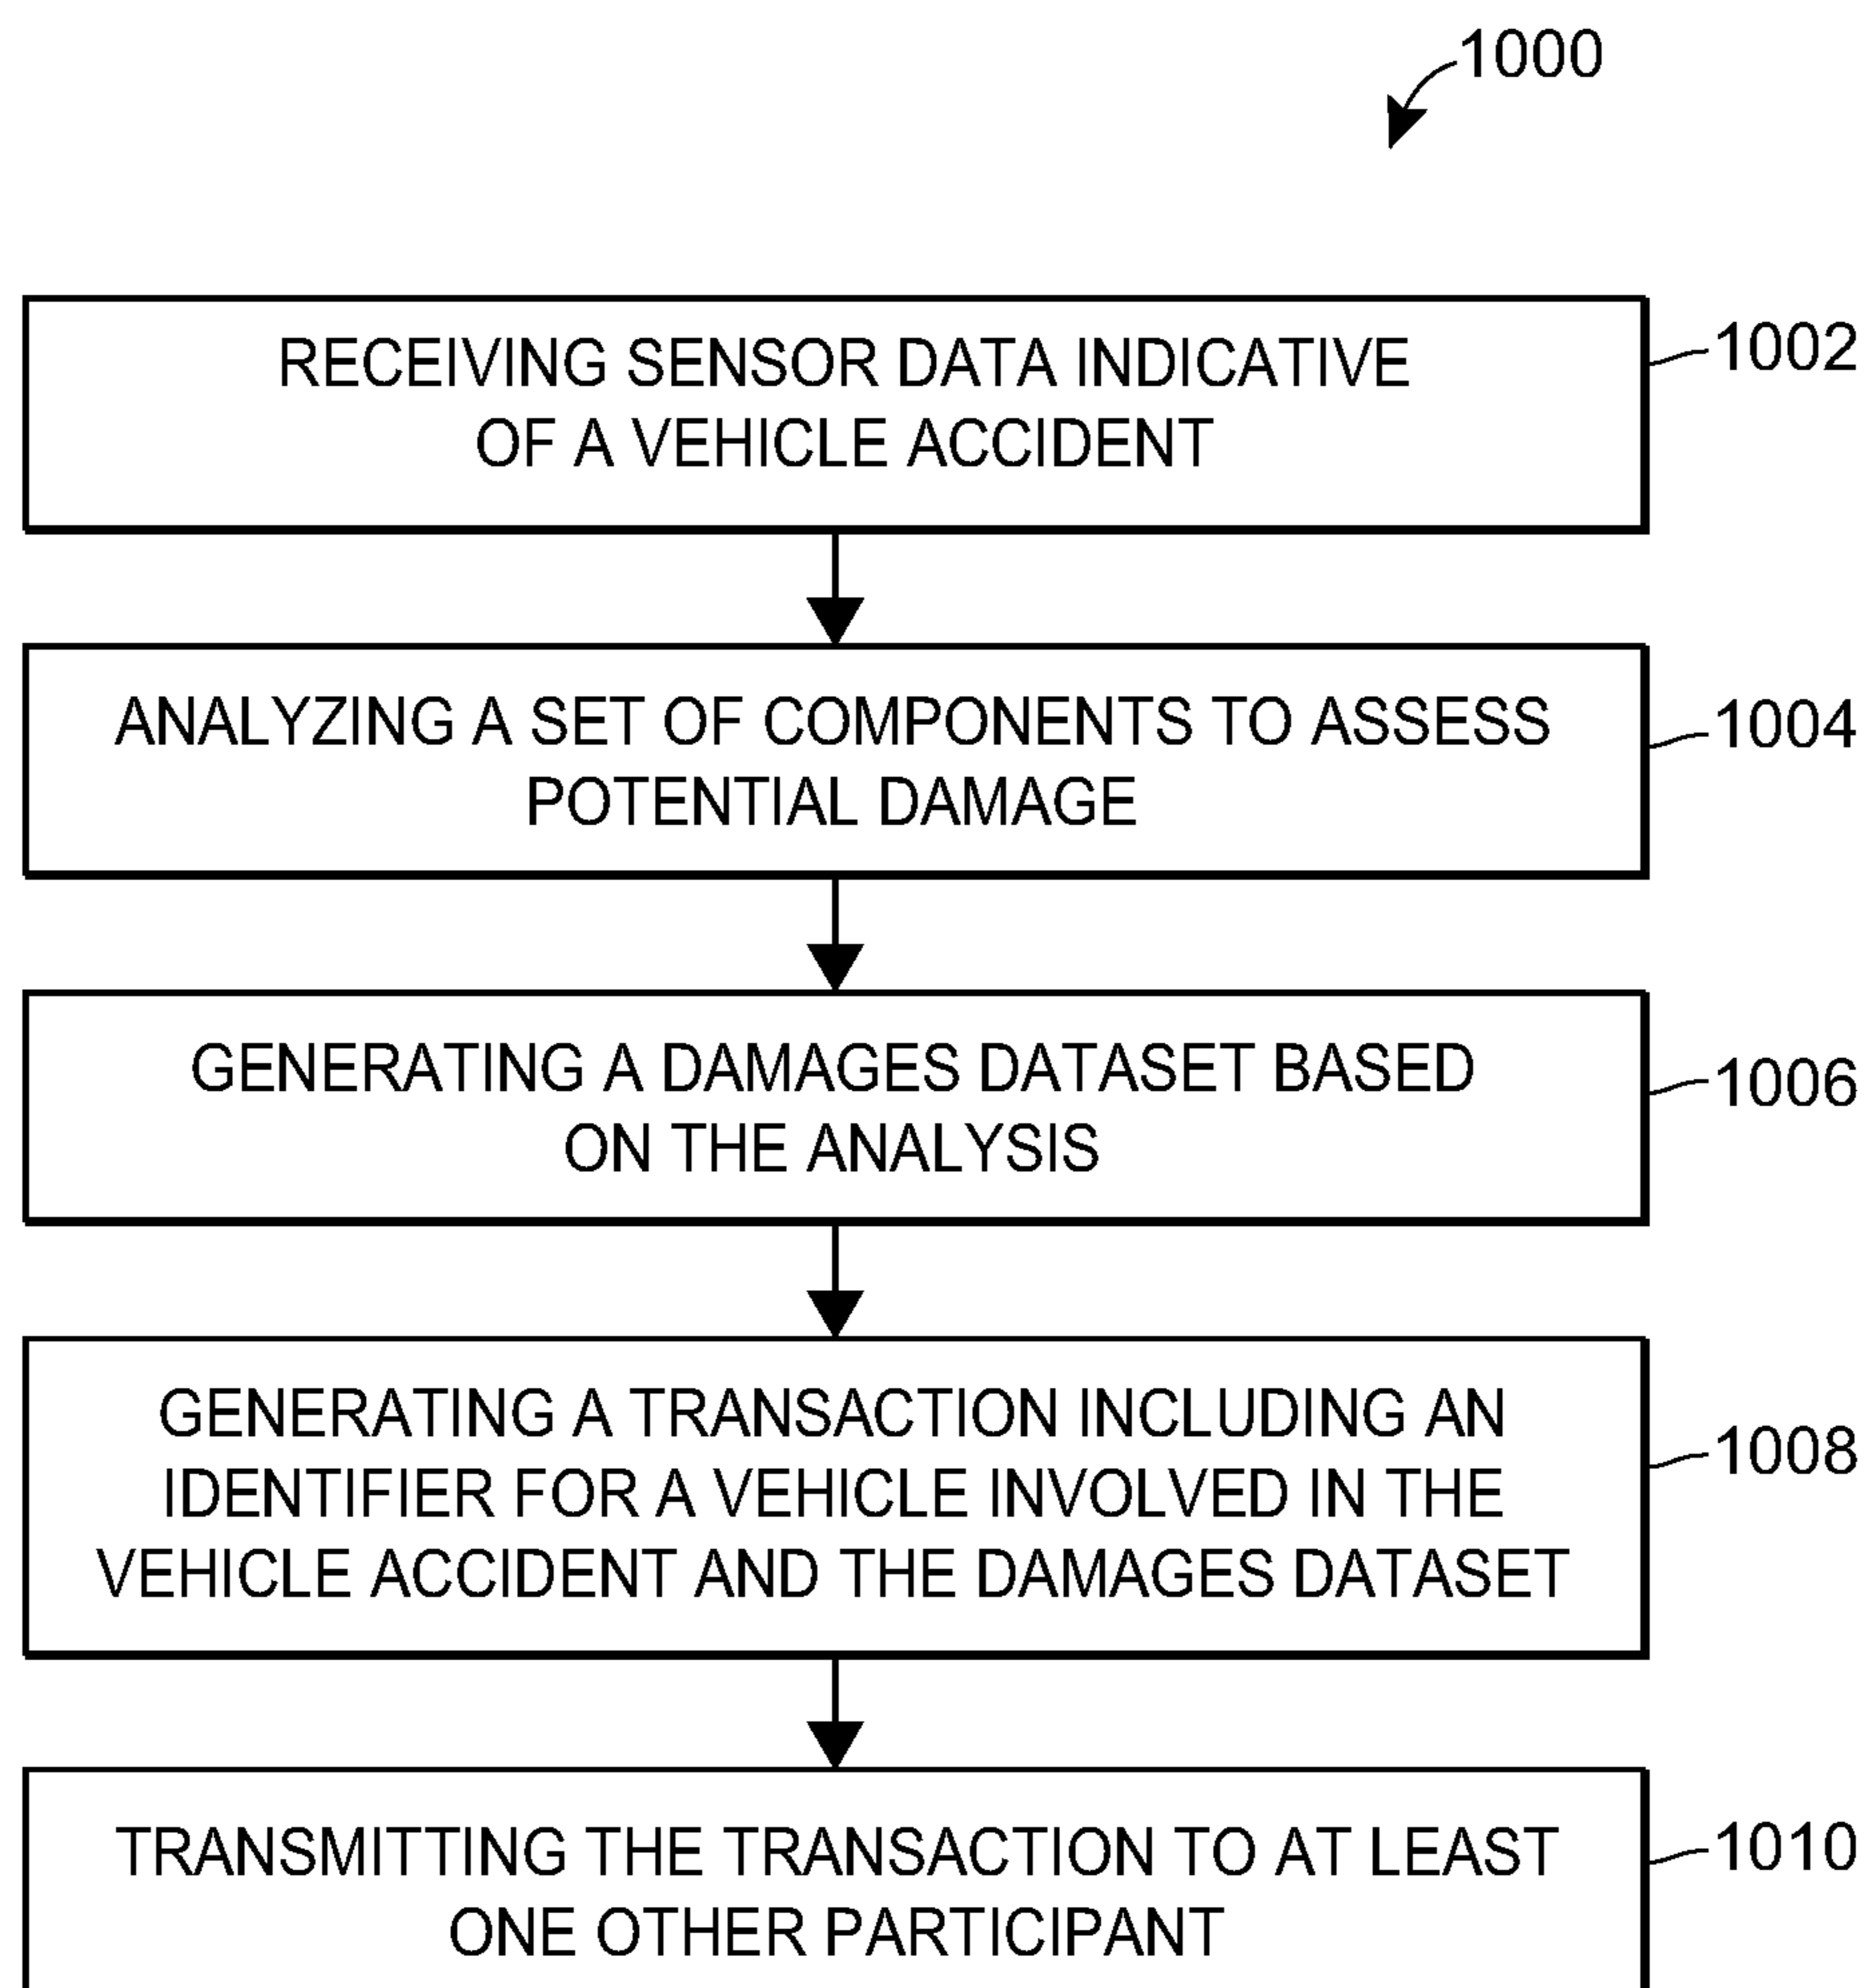 1000
RECEIVING SENSOR DATA INDICATIVE
OF A VEHICLE ACCIDENT
1002
ANALYZING A SET OF COMPONENTS TO ASSESS
POTENTIAL DAMAGE
1004
GENERATING A DAMAGES DATASET BASED
ON THE ANALYSIS
1006
GENERATING A TRANSACTION INCLUDING AN
IDENTIFIER FOR A VEHICLE INVOLVED IN THE
VEHICLE ACCIDENT AND THE DAMAGES DATASET
1008
TRANSMITTING THE TRANSACTION TO AT LEAST
ONE OTHER PARTICIPANT
1010